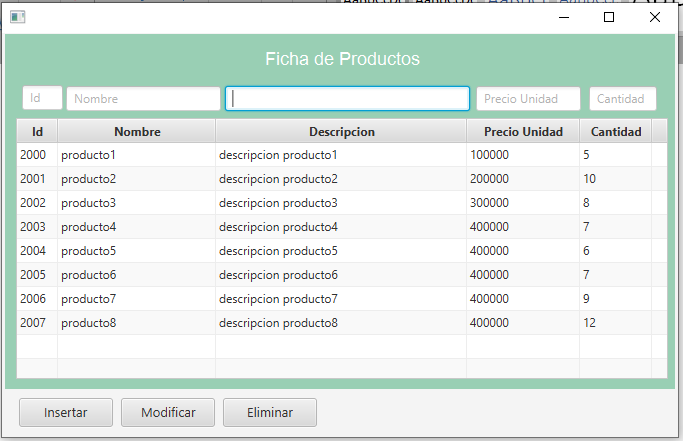 Ficha de Productos
Id Nombre Precio Unidad Cantidad
Id Nombre Descripcion Precio Unidad Cantidad
2000 producto1 descripcion producto1 100000 5
2001 producto2 descripcion producto2 200000 10
2002 producto3 descripcion producto3 300000 8
2003 producto4 descripcion producto4 400000 7
2004 producto5 descripcion producto5 400000 6
2005 producto6 descripcion producto6 400000 7
2006 producto7 descripcion producto7 400000 9
2007 producto8 descripcion producto8 400000 12
Insertar Modificar Eliminar